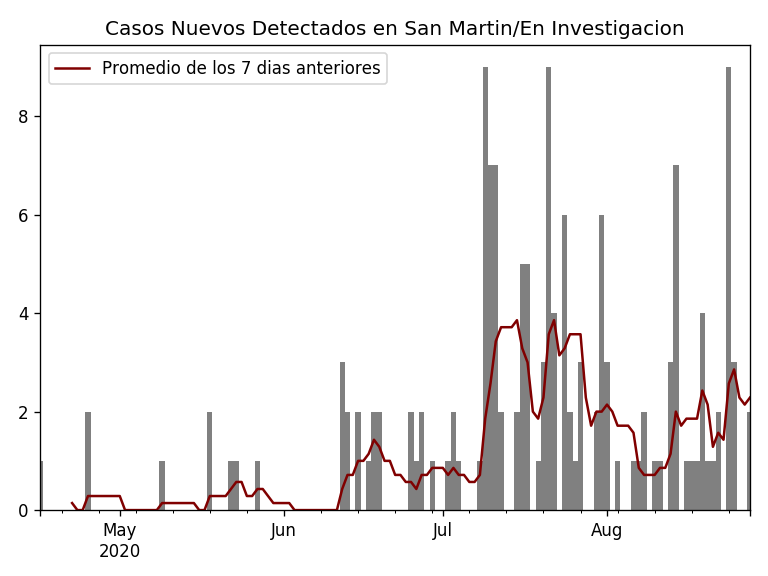 Casos Nuevos Detectados en San Martin/En Investigacion
Promedio de los 7 dias anteriores
8
6
4
2
0
May Jun Jul Aug
2020